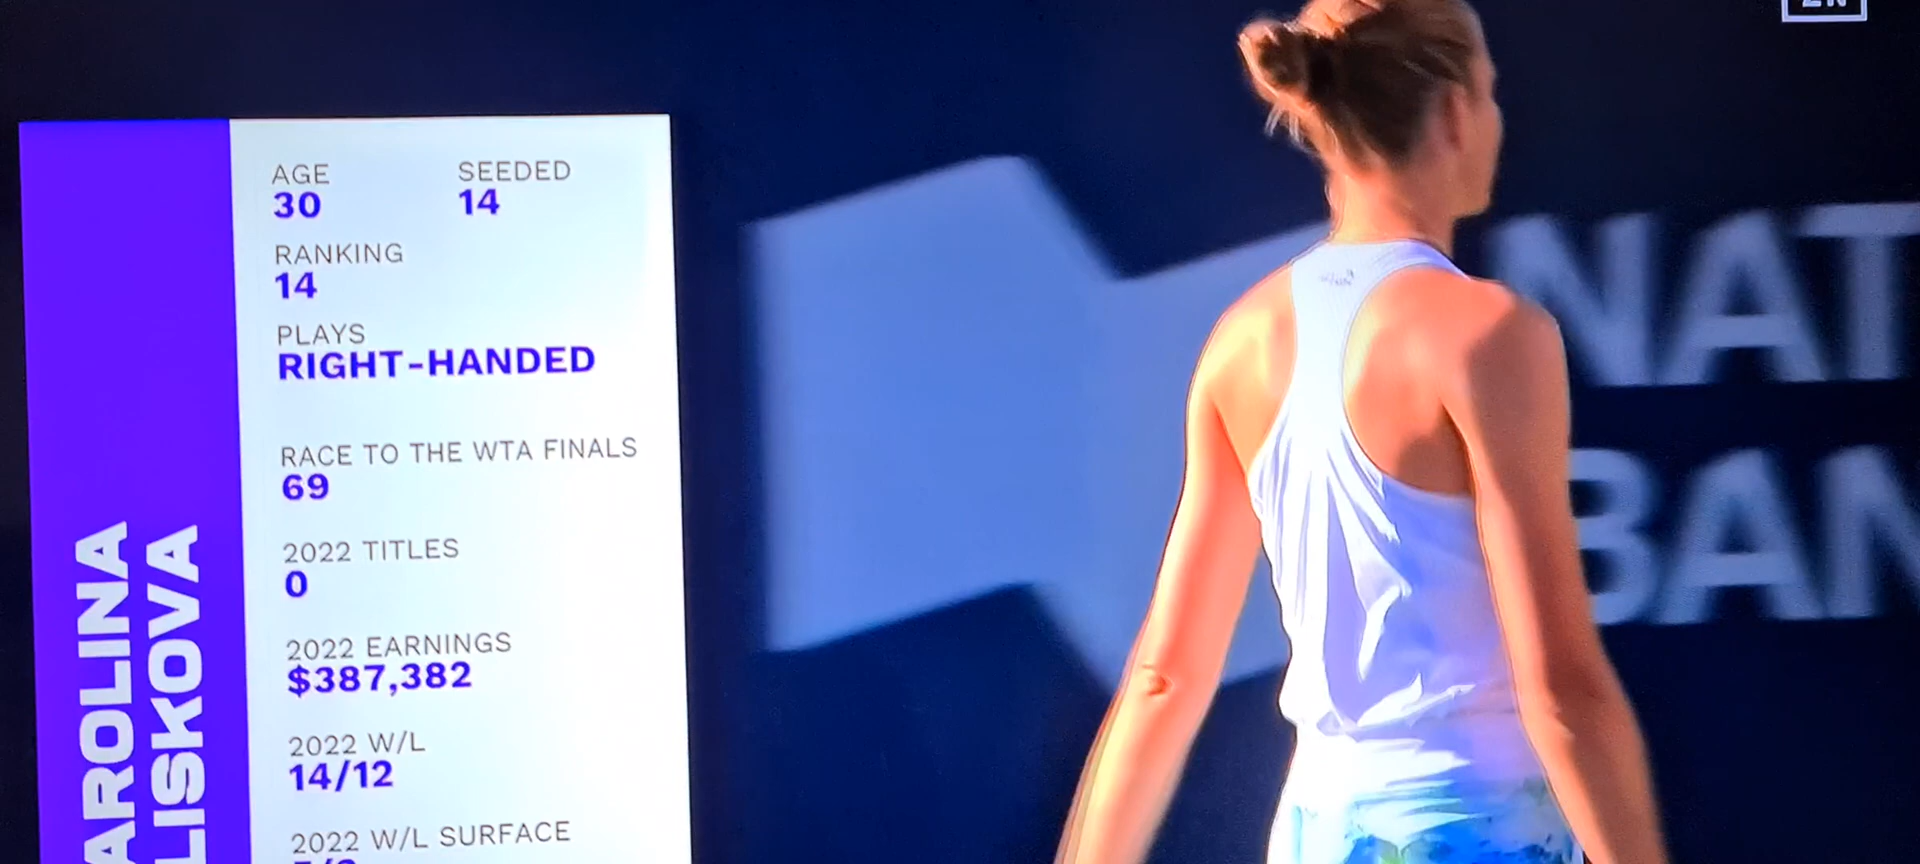 AGE
30
SEEDED
14
RANKING
14
PLAYS
RIGHT-HANDED
RACE TO THE WTA FINALS
69
2022 TITLES
0
2022 EARNINGS
$387,382
2022 W/L
14/12
2022 W/L SURFACE
AROLINA
LISKOVA
NAT
BAN